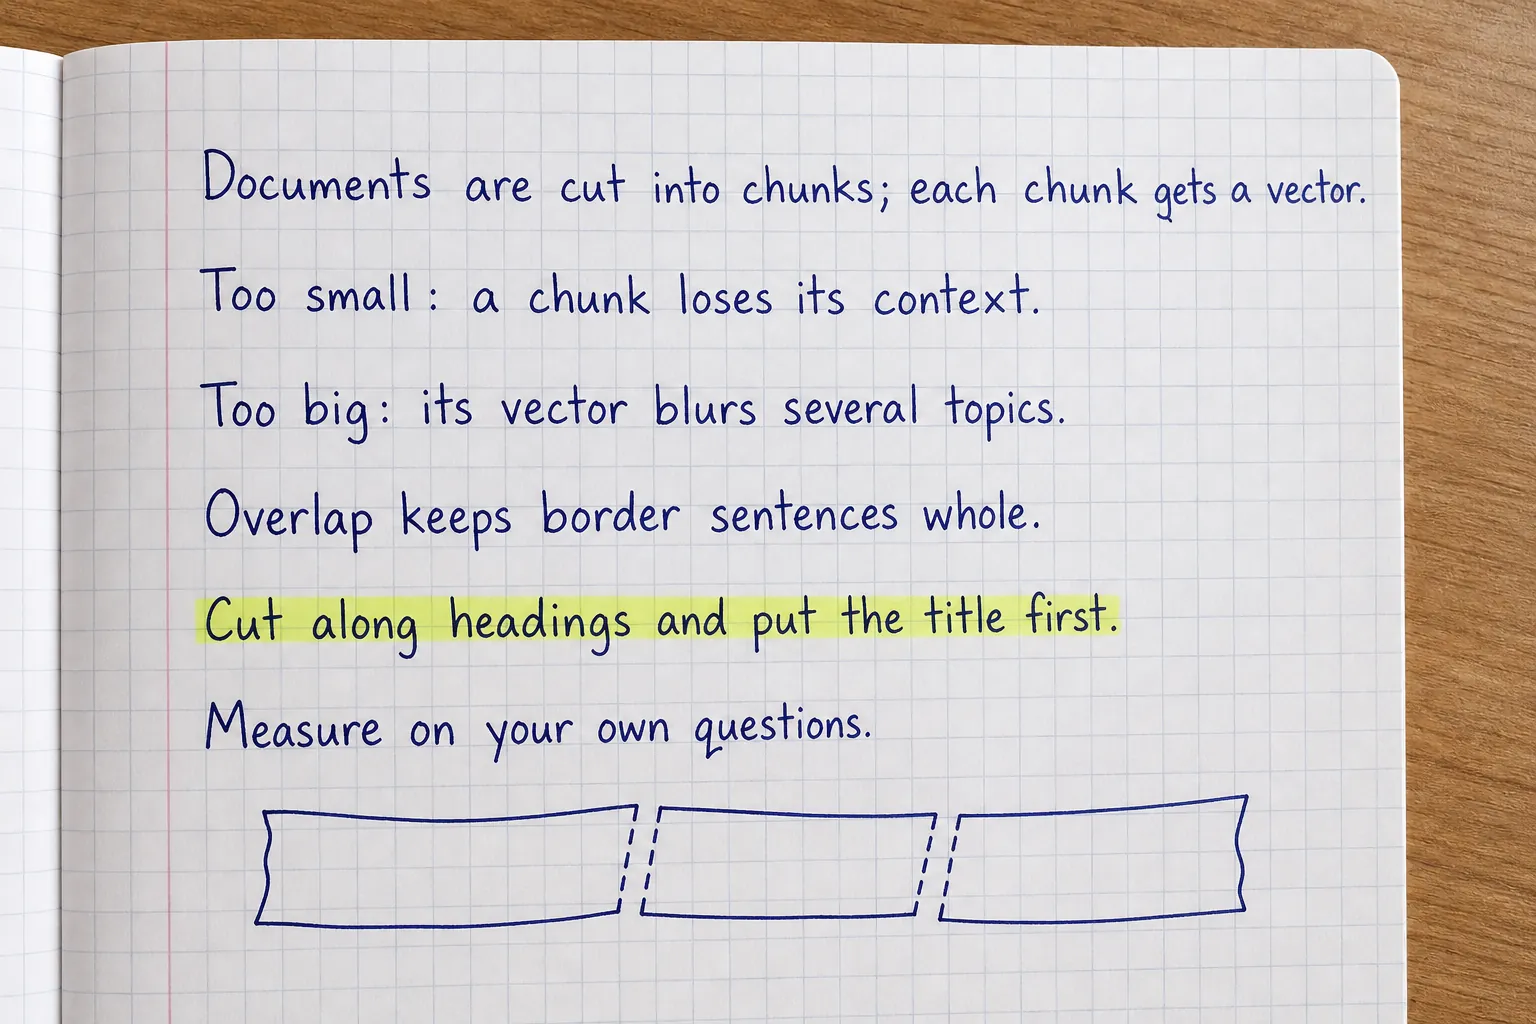 Documents are cut into chunks; each chunk gets a vector.
Too small: a chunk loses its context.
Too big: its vector blurs several topics.
Overlap keeps border sentences whole.
Cut along headings and put the title first.
Measure on your own questions.